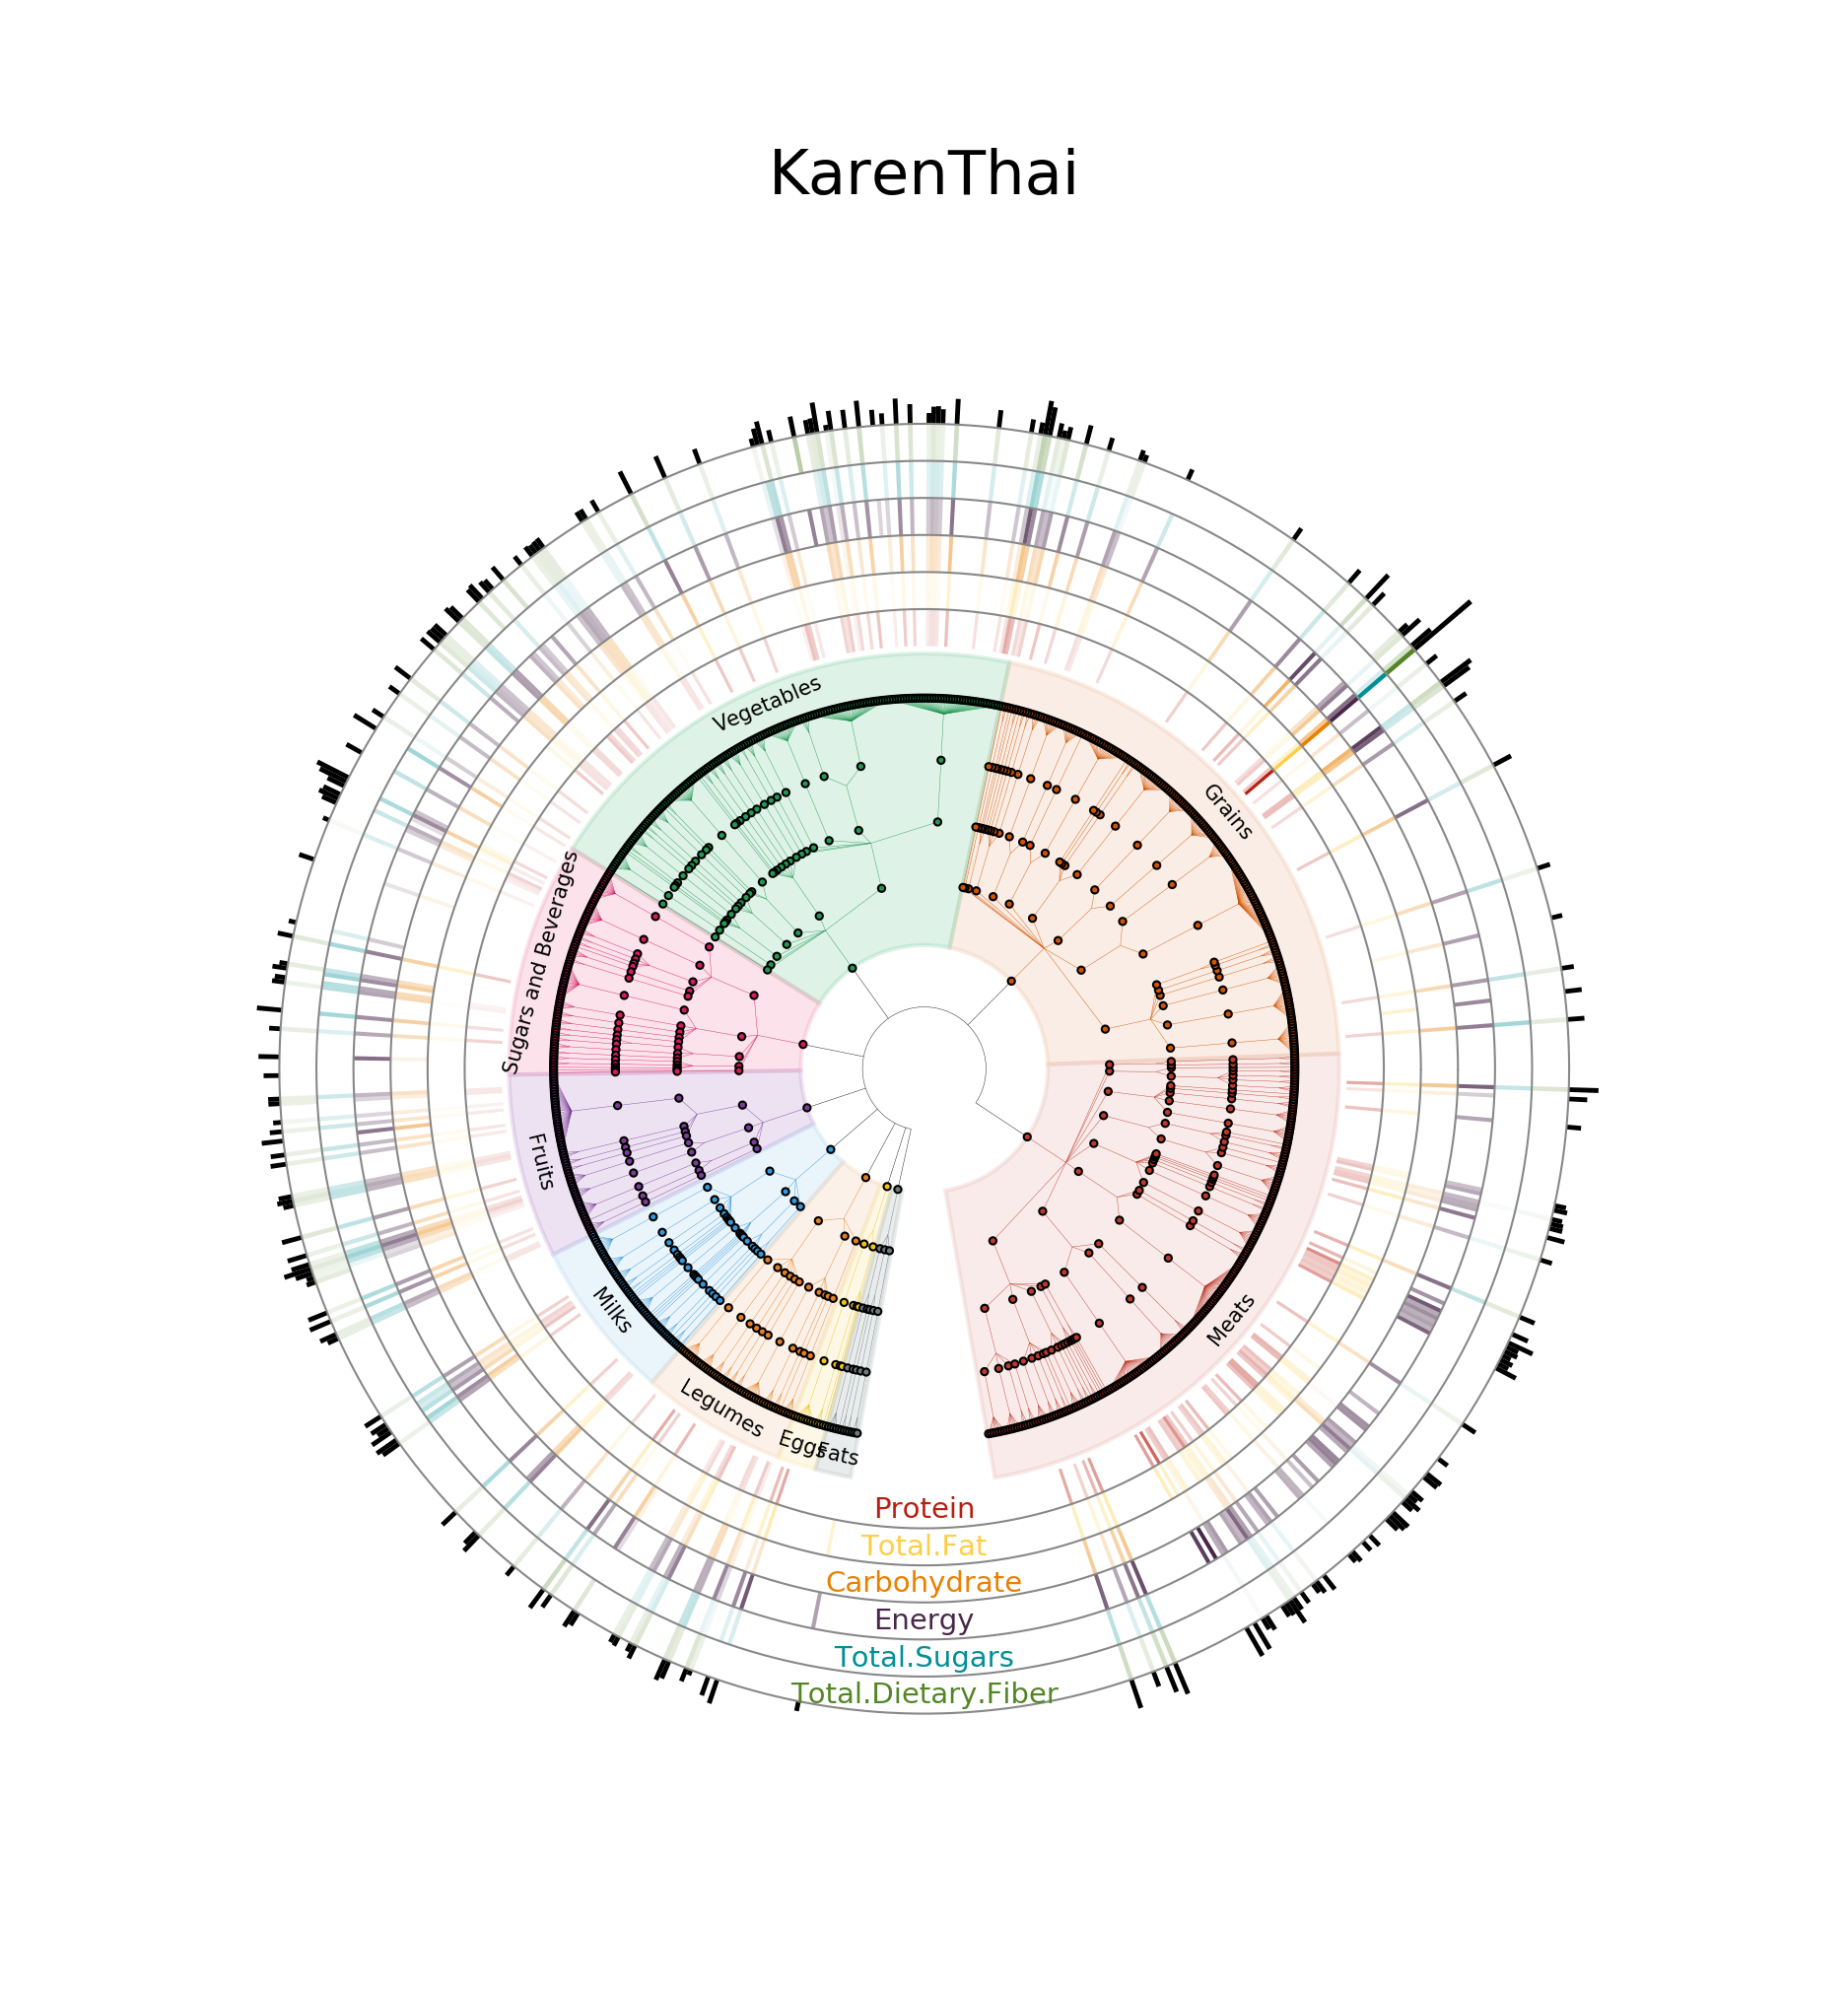 KarenThai
Vegetables
Grains
Sugars and Beverages
Fruits
Milks
Meats
Legumes
Eggs
Fats
Protein
Total.Fat
Carbohydrate
Energy
Total.Sugars
Total.Dietary.Fiber